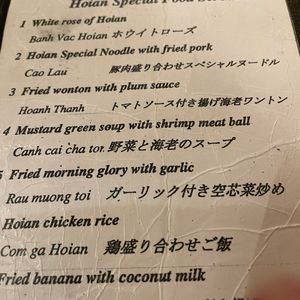 Hoian Special Food
1 White rose of Hoian
Banh Vac Hoian ホワイトローズ
2 Hoian Special Noodle with fried pork
Cao Lau 豚肉盛り合わせスペシャルヌードル
3 Fried wonton with plum sauce
Hoanh Thanh トマトソース付き揚げ海老ワントン
4 Mustard green soup with shrimp meat ball
Canh cai cha tom 野菜と海老のスープ
5 Fried morning glory with garlic
Rau muong toi ガーリック付き空芯菜炒め
Hoian chicken rice
Com ga Hoian 鶏盛り合わせご飯
Fried banana with coconut milk